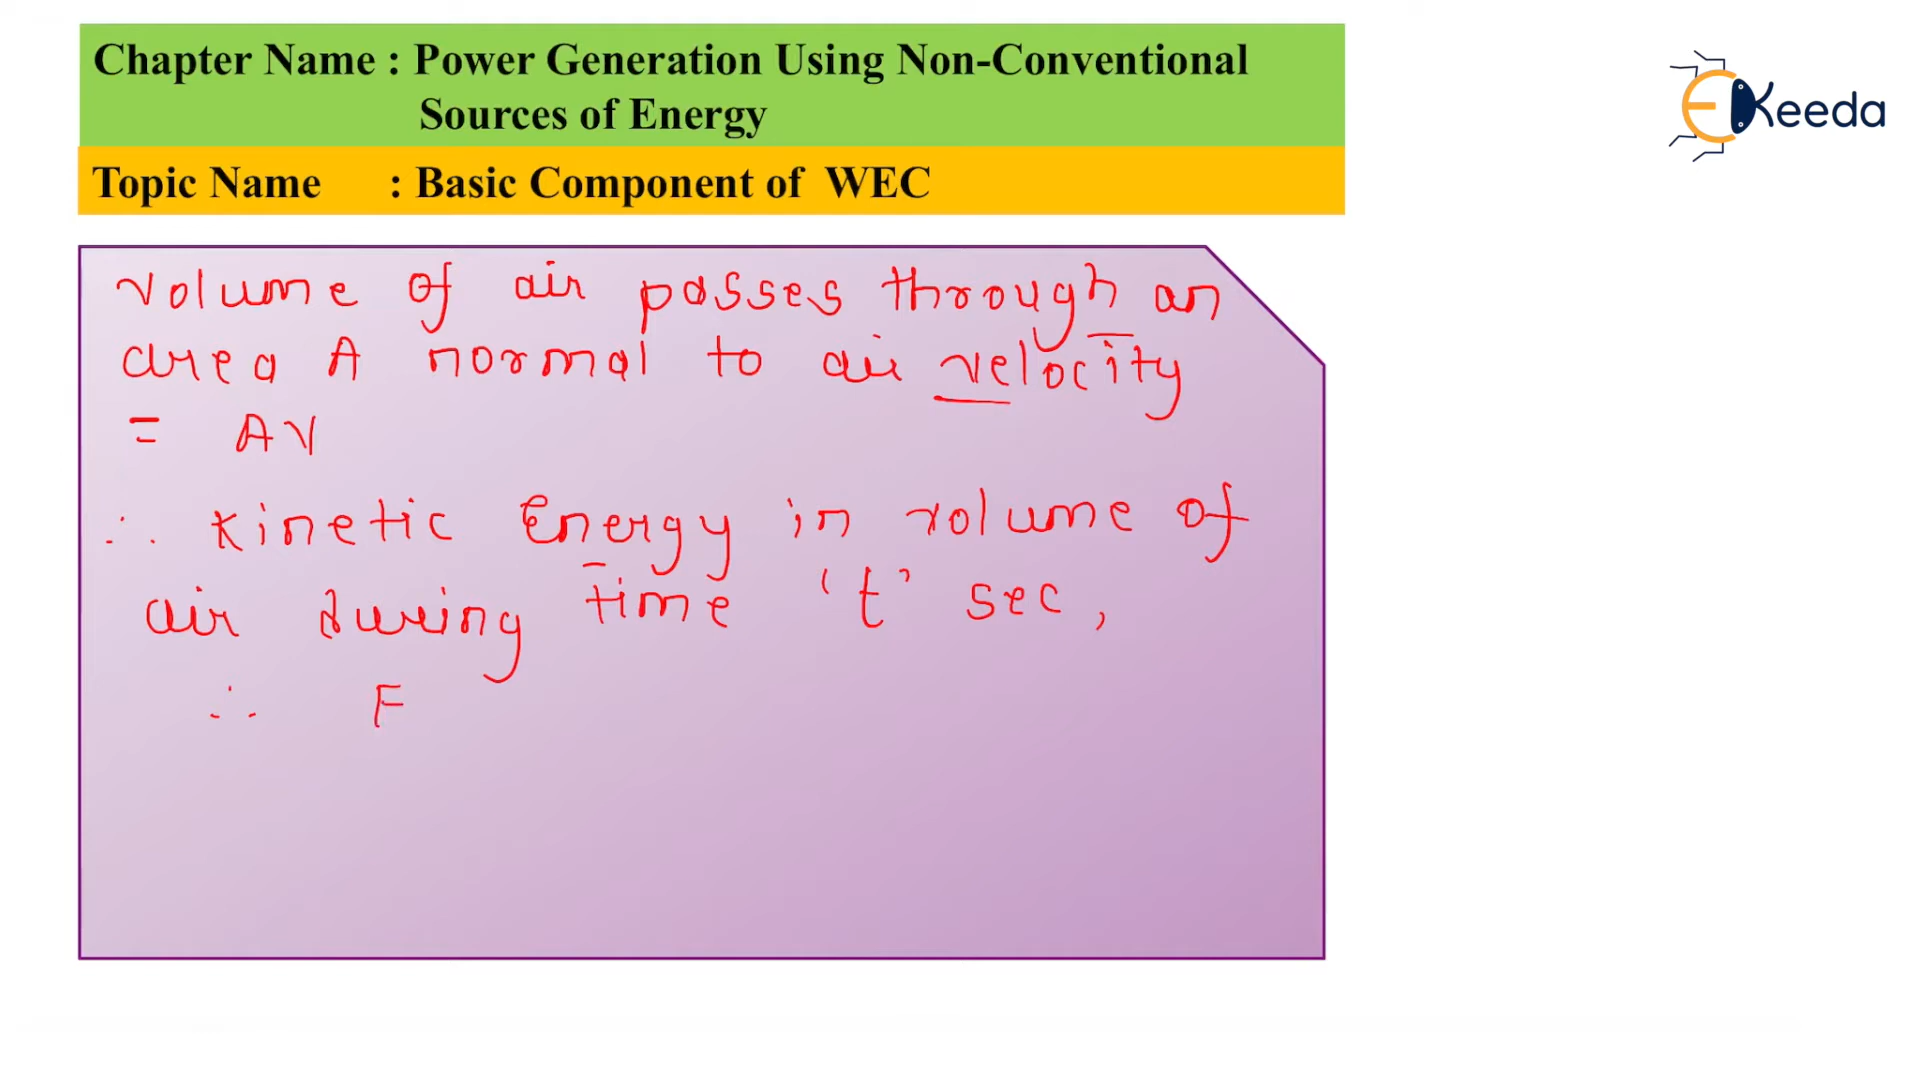 Chapter Name : Power Generation Using Non-Conventional
Sources of Energy
Keeda
Topic Name : Basic Component of WEC
Volume of air passes through an
area A normal to air velocity
= AV
∴ Kinetic Energy in volume of
air during time 't' sec,
∴ F